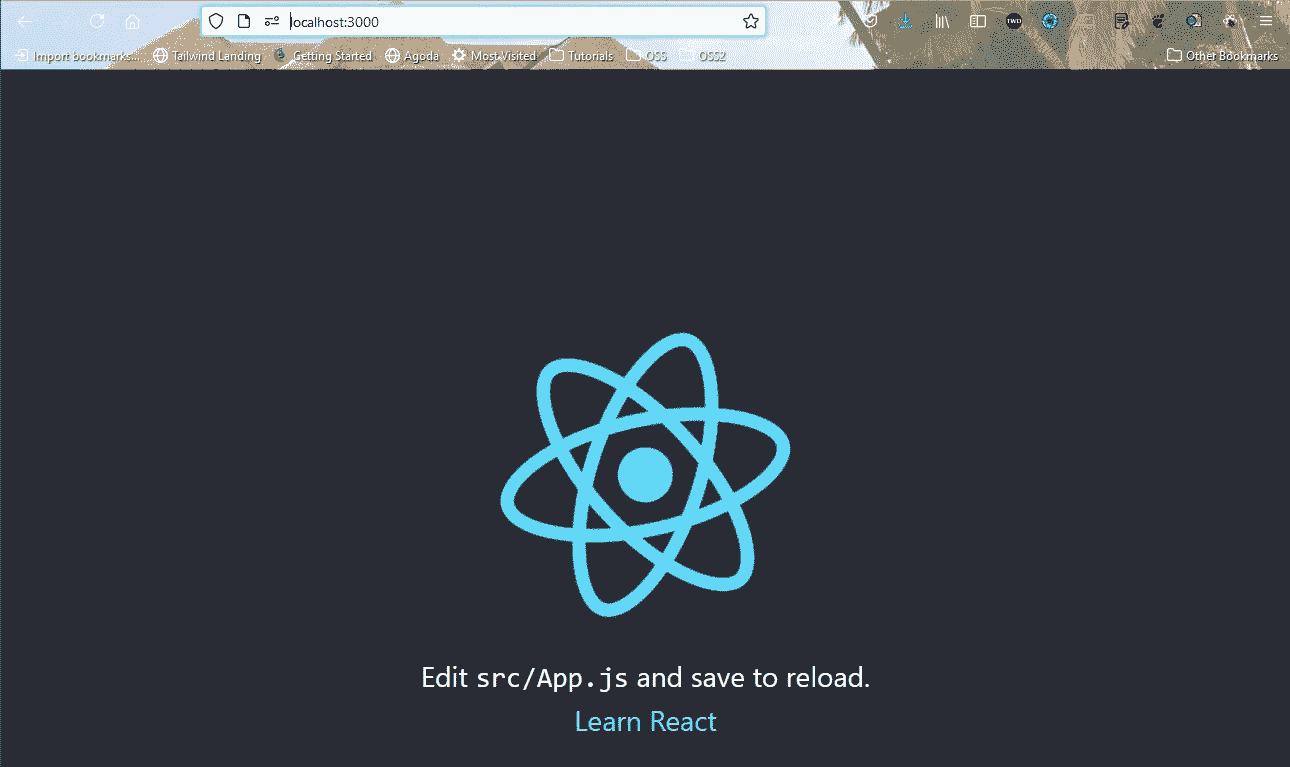 localhost:3000
TWD
Import bookmarks... Tailwind Landing Getting Started Agoda Most Visited Tutorials OSS OSS2 Other Bookmarks
Edit src/App.js and save to reload.
Learn React